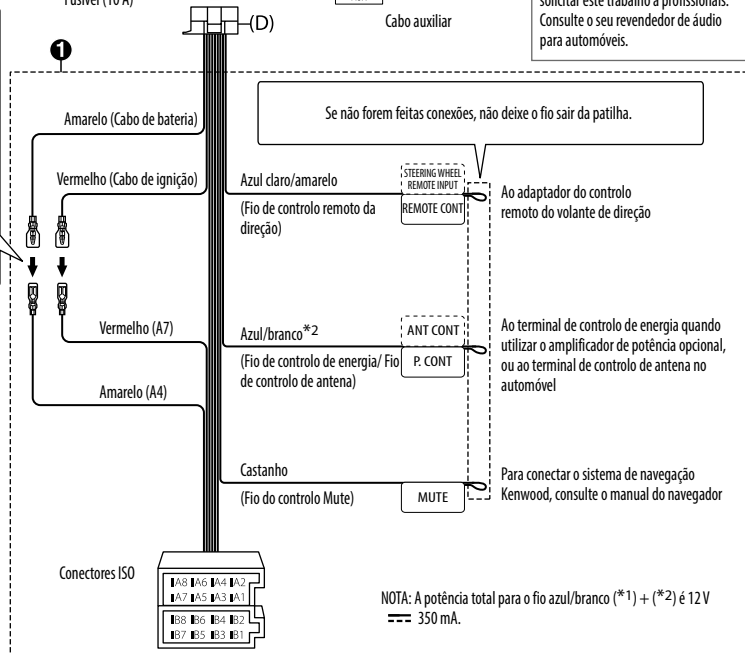 Fusível (10 A)
Cabo auxiliar
solicitar este trabalho a profissionais.
Consulte o seu revendedor de áudio
para automóveis.
(D)
1
Amarelo (Cabo de bateria)
Se não forem feitas conexões, não deixe o fio sair da patilha.
Vermelho (Cabo de ignição)
Azul claro/amarelo
(Fio de controlo remoto da
direção)
STEERING WHEEL
REMOTE INPUT
REMOTE CONT
Ao adaptador do controlo
remoto do volante de direção
Vermelho (A7)
Amarelo (A4)
Azul/branco*2
(Fio de controlo de energia/ Fio
de controlo de antena)
ANT CONT
P. CONT
Ao terminal de controlo de energia quando
utilizar o amplificador de potência opcional,
ou ao terminal de controlo de antena no
automóvel
Castanho
(Fio do controlo Mute)
MUTE
Para conectar o sistema de navegação
Kenwood, consulte o manual do navegador
Conectores ISO
A8 A6 A4 A2
A7 A5 A3 A1
B8 B6 B4 B2
B7 B5 B3 B1
NOTA: A potência total para o fio azul/branco (*1) + (*2) é 12 V
⎓ 350 mA.